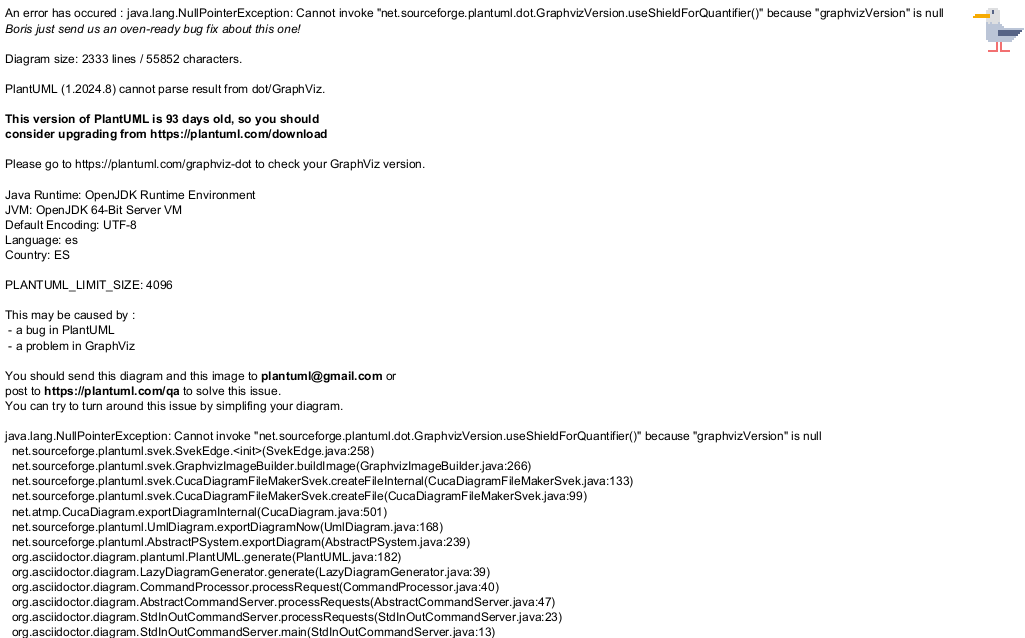 An error has occured : java.lang.NullPointerException: Cannot invoke "net.sourceforge.plantuml.dot.GraphvizVersion.useShieldForQuantifier()" because "graphvizVersion" is null
Boris just send us an oven-ready bug fix about this one!
Diagram size: 2333 lines / 55852 characters.
PlantUML (1.2024.8) cannot parse result from dot/GraphViz.
This version of PlantUML is 93 days old, so you should
consider upgrading from https://plantuml.com/download
Please go to https://plantuml.com/graphviz-dot to check your GraphViz version.
Java Runtime: OpenJDK Runtime Environment
JVM: OpenJDK 64-Bit Server VM
Default Encoding: UTF-8
Language: es
Country: ES
PLANTUML_LIMIT_SIZE: 4096
This may be caused by :
- a bug in PlantUML
- a problem in GraphViz
You should send this diagram and this image to plantuml@gmail.com or
post to https://plantuml.com/qa to solve this issue.
You can try to turn around this issue by simplifing your diagram.
java.lang.NullPointerException: Cannot invoke "net.sourceforge.plantuml.dot.GraphvizVersion.useShieldForQuantifier()" because "graphvizVersion" is null
net.sourceforge.plantuml.svek.SvekEdge.<init>(SvekEdge.java:258)
net.sourceforge.plantuml.svek.GraphvizImageBuilder.buildImage(GraphvizImageBuilder.java:266)
net.sourceforge.plantuml.svek.CucaDiagramFileMakerSvek.createFileInternal(CucaDiagramFileMakerSvek.java:133)
net.sourceforge.plantuml.svek.CucaDiagramFileMakerSvek.createFile(CucaDiagramFileMakerSvek.java:99)
net.atmp.CucaDiagram.exportDiagramInternal(CucaDiagram.java:501)
net.sourceforge.plantuml.UmlDiagram.exportDiagramNow(UmlDiagram.java:168)
net.sourceforge.plantuml.AbstractPSystem.exportDiagram(AbstractPSystem.java:239)
org.asciidoctor.diagram.plantuml.PlantUML.generate(PlantUML.java:182)
org.asciidoctor.diagram.LazyDiagramGenerator.generate(LazyDiagramGenerator.java:39)
org.asciidoctor.diagram.CommandProcessor.processRequest(CommandProcessor.java:40)
org.asciidoctor.diagram.AbstractCommandServer.processRequests(AbstractCommandServer.java:47)
org.asciidoctor.diagram.StdInOutCommandServer.processRequests(StdInOutCommandServer.java:23)
org.asciidoctor.diagram.StdInOutCommandServer.main(StdInOutCommandServer.java:13)